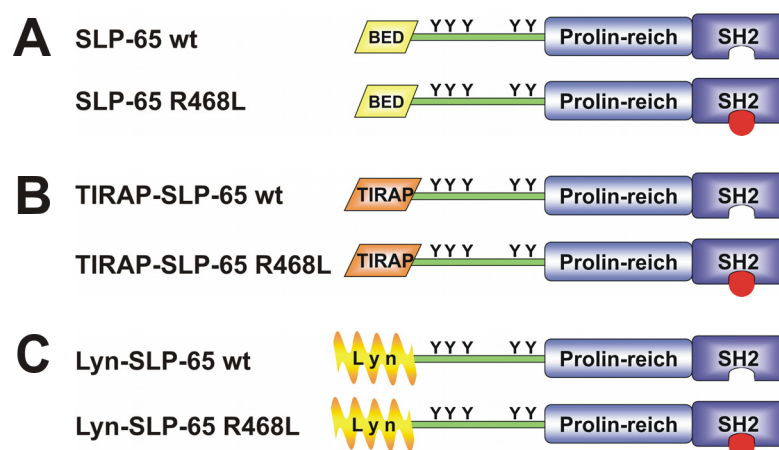 A SLP-65 wt BED YYY YY Prolin-reich SH2
SLP-65 R468L BED YYY YY Prolin-reich SH2
B TIRAP-SLP-65 wt TIRAP YYY YY Prolin-reich SH2
TIRAP-SLP-65 R468L TIRAP YYY YY Prolin-reich SH2
C Lyn-SLP-65 wt Lyn YYY YY Prolin-reich SH2
Lyn-SLP-65 R468L Lyn YYY YY Prolin-reich SH2